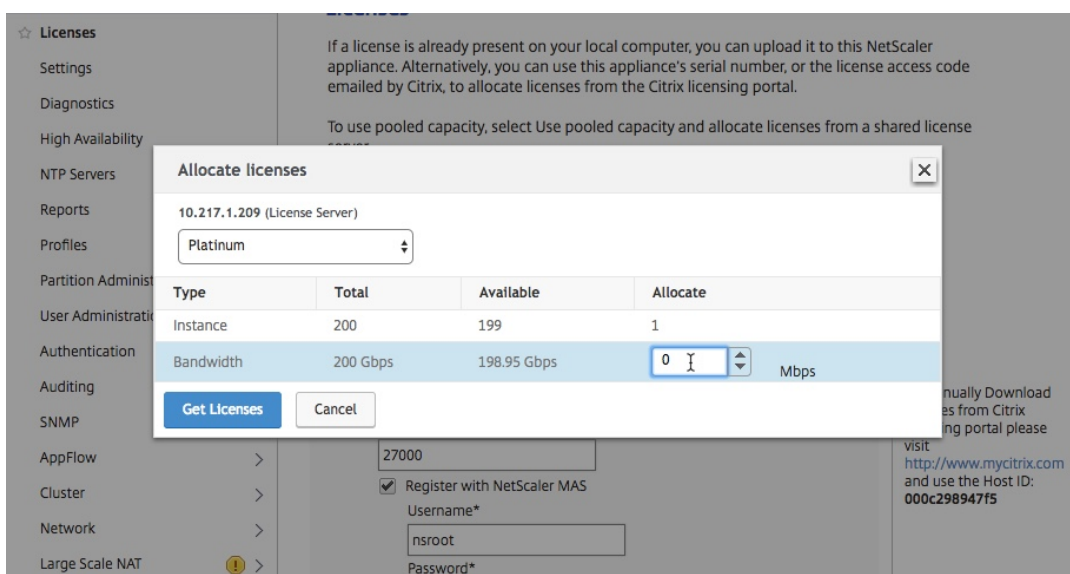 Licenses
Settings
Diagnostics
High Availability
NTP Servers
Reports
Profiles
Partition Administ
User Administratio
Authentication
Auditing
SNMP
AppFlow
Cluster
Network
Large Scale NAT
Licenses
If a license is already present on your local computer, you can upload it to this NetScaler
appliance. Alternatively, you can use this appliance's serial number, or the license access code
emailed by Citrix, to allocate licenses from the Citrix licensing portal.
To use pooled capacity, select Use pooled capacity and allocate licenses from a shared license
Allocate licenses
10.217.1.209 (License Server)
Platinum
Type Total Available Allocate
Instance 200 199 1
Bandwidth 200 Gbps 198.95 Gbps 0 Mbps
Get Licenses Cancel
27000
Register with NetScaler MAS
Username*
nsroot
Password*
nually Download
es from Citrix
ng portal please
visit
http://www.mycitrix.com
and use the Host ID:
000c298947f5